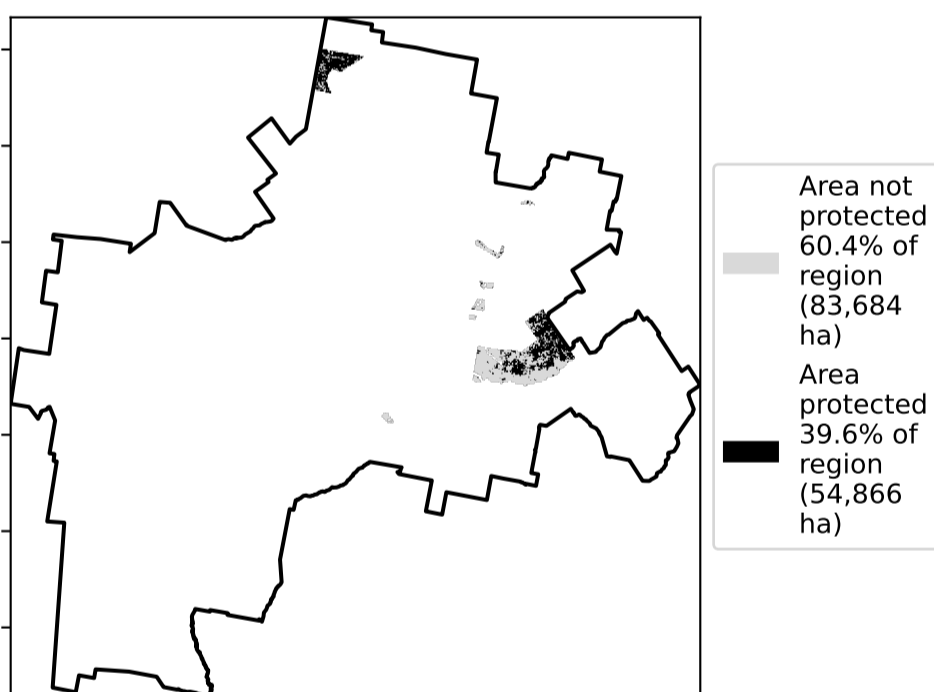 Area not
protected
60.4% of
region
(83,684
ha)
Area
protected
39.6% of
region
(54,866
ha)